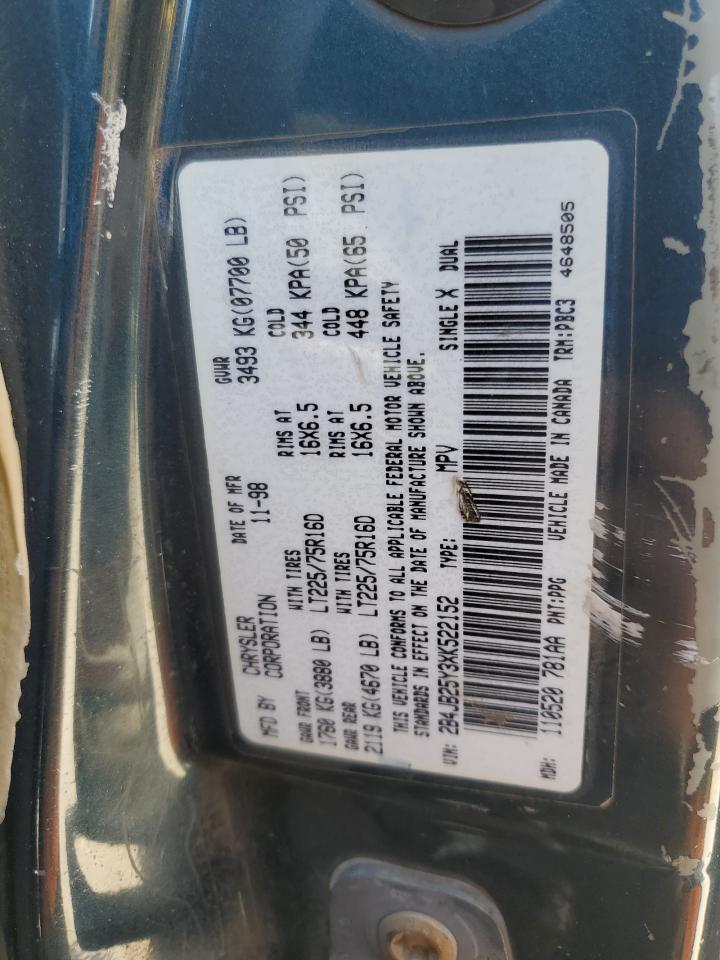 MFD BY CHRYSLER CORPORATION DATE OF MFR 11-98 GVWR 3493 KG(07700 LB)
GAWR FRONT WITH TIRES RIMS AT COLD
1760 KG(3880 LB) LT225/75R16D 16X6.5 344 KPA(50 PSI)
GAWR REAR WITH TIRES RIMS AT COLD
2119 KG(4670 LB) LT225/75R16D 16X6.5 448 KPA(65 PSI)
THIS VEHICLE CONFORMS TO ALL APPLICABLE FEDERAL MOTOR VEHICLE SAFETY
STANDARDS IN EFFECT ON THE DATE OF MANUFACTURE SHOWN ABOVE.
VIN: 2B4JB25Y3XK522152 TYPE: MPV SINGLE X DUAL
MDH: 110520 781AA PNT:PPG VEHICLE MADE IN CANADA TRM:PBC3
4648505